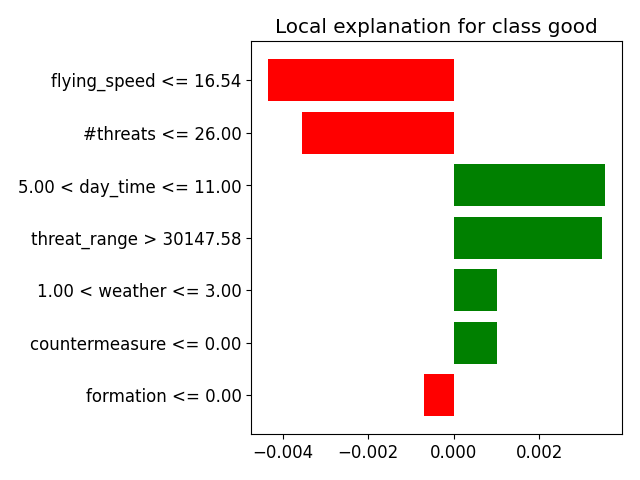 Local explanation for class good
flying_speed <= 16.54
#threats <= 26.00
5.00 < day_time <= 11.00
threat_range > 30147.58
1.00 < weather <= 3.00
countermeasure <= 0.00
formation <= 0.00
−0.004 −0.002 0.000 0.002